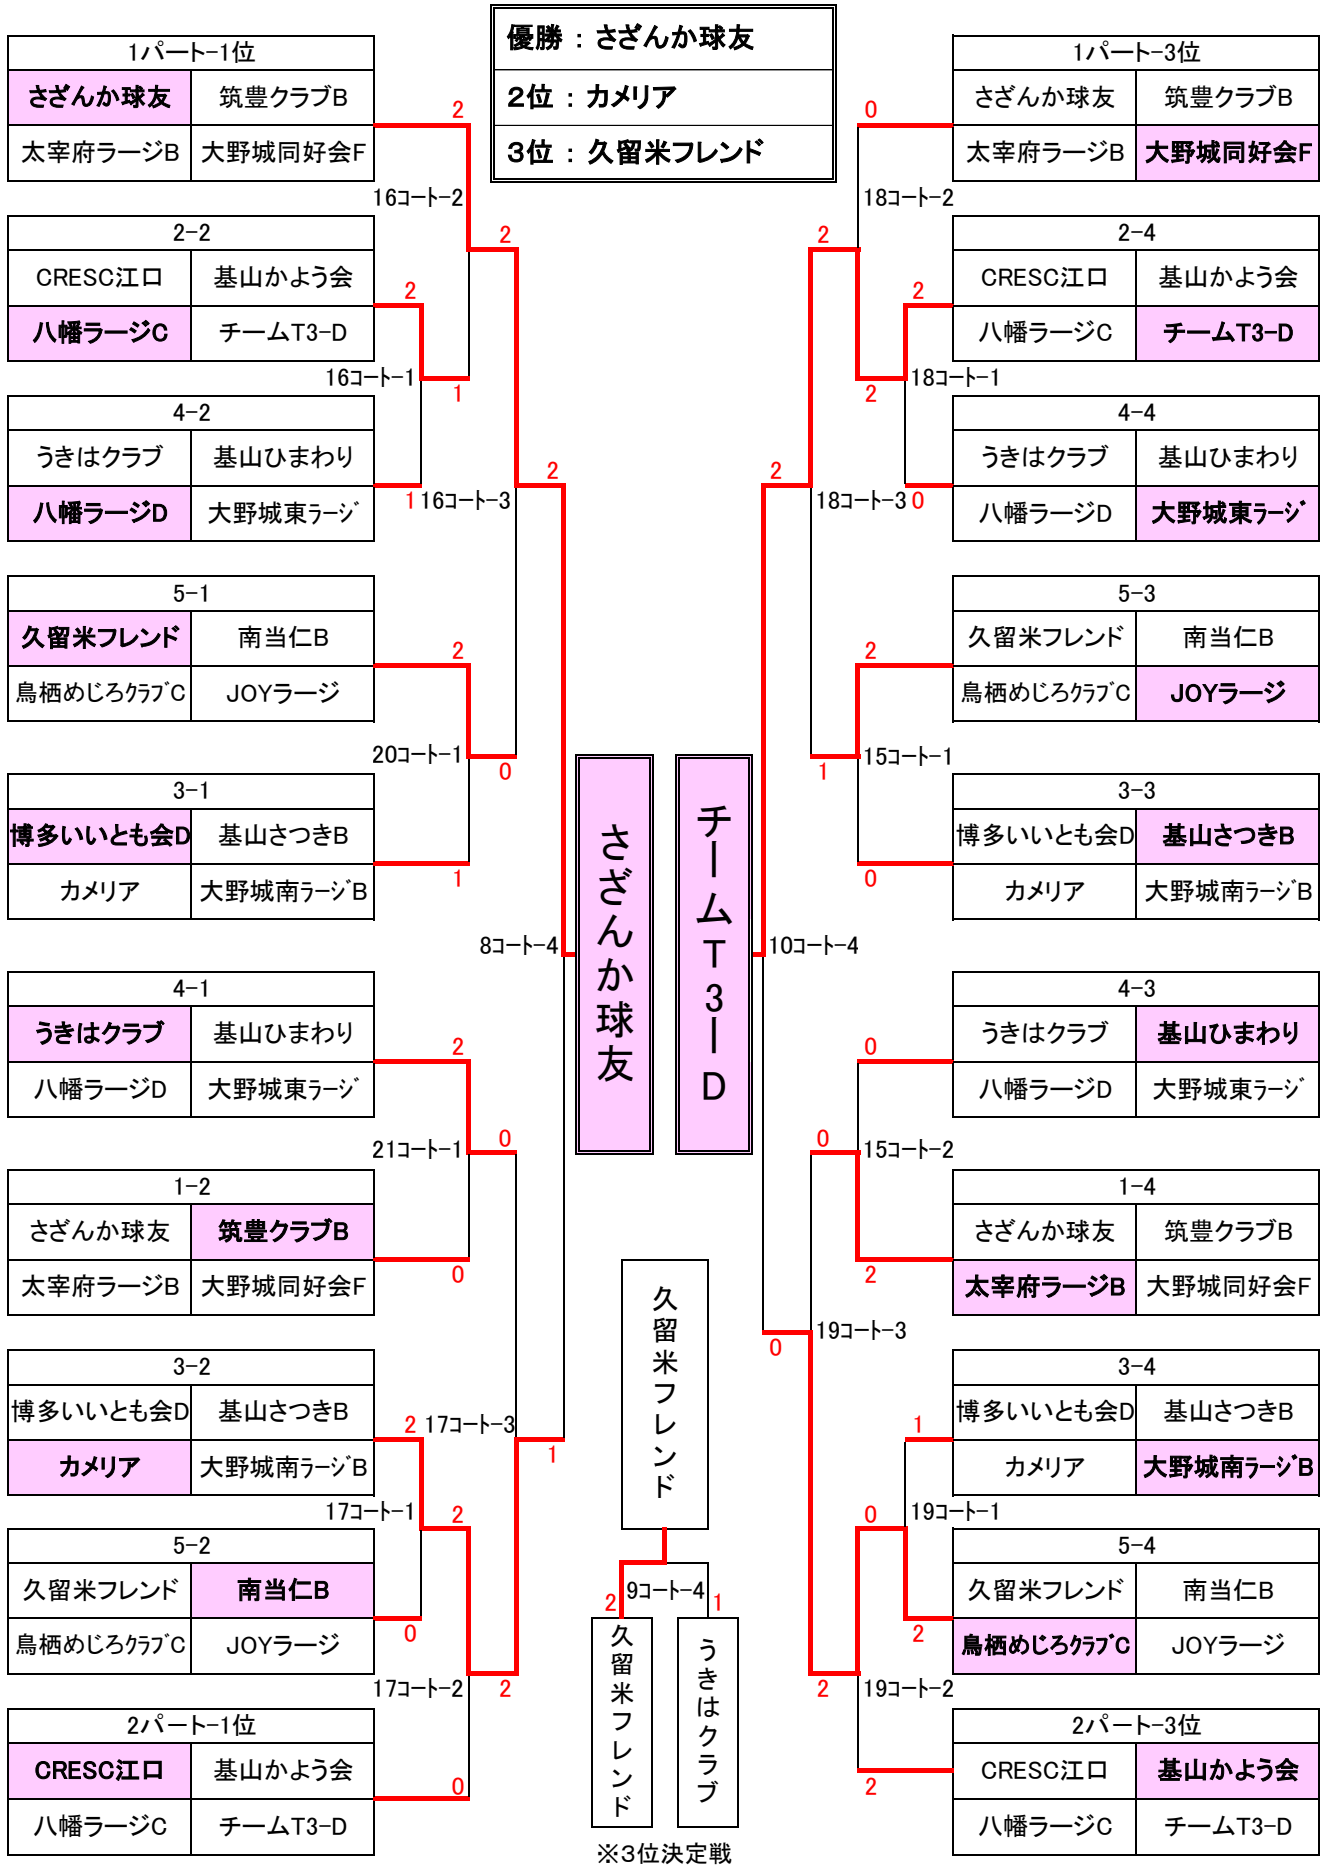 優勝 : さざんか球友
2位 : カメリア
3位 : 久留米フレンド
1パート-1位
さざんか球友 筑豊クラブB
太宰府ラージB 大野城同好会F
2
16コート-2
2-2
CRESC江口 基山かよう会
八幡ラージC チームT3-D
2
2
16コート-1
1
4-2
うきはクラブ 基山ひまわり
八幡ラージD 大野城東ラージ
1
16コート-3
2
5-1
久留米フレンド 南当仁B
鳥栖めじろクラブC JOYラージ
2
20コート-1
0
3-1
博多いいとも会D 基山さつきB
カメリア 大野城南ラージB
1
8コート-4
4-1
うきはクラブ 基山ひまわり
八幡ラージD 大野城東ラージ
2
21コート-1
0
1-2
さざんか球友 筑豊クラブB
太宰府ラージB 大野城同好会F
0
3-2
博多いいとも会D 基山さつきB
カメリア 大野城南ラージB
2
17コート-3
1
17コート-1
2
5-2
久留米フレンド 南当仁B
鳥栖めじろクラブC JOYラージ
0
17コート-2
2
2パート-1位
CRESC江口 基山かよう会
八幡ラージC チームT3-D
0
さざんか球友
チームT3-D
久留米フレンド
9コート-4
2
1
久留米フレンド
うきはクラブ
※3位決定戦
1パート-3位
さざんか球友 筑豊クラブB
太宰府ラージB 大野城同好会F
0
18コート-2
2-4
CRESC江口 基山かよう会
八幡ラージC チームT3-D
2
2
18コート-1
2
4-4
うきはクラブ 基山ひまわり
八幡ラージD 大野城東ラージ
2
18コート-3
0
5-3
久留米フレンド 南当仁B
鳥栖めじろクラブC JOYラージ
2
15コート-1
1
3-3
博多いいとも会D 基山さつきB
カメリア 大野城南ラージB
0
10コート-4
4-3
うきはクラブ 基山ひまわり
八幡ラージD 大野城東ラージ
0
0
15コート-2
1-4
さざんか球友 筑豊クラブB
太宰府ラージB 大野城同好会F
2
19コート-3
0
3-4
博多いいとも会D 基山さつきB
カメリア 大野城南ラージB
1
0
19コート-1
5-4
久留米フレンド 南当仁B
鳥栖めじろクラブC JOYラージ
2
2
19コート-2
2パート-3位
CRESC江口 基山かよう会
八幡ラージC チームT3-D
2